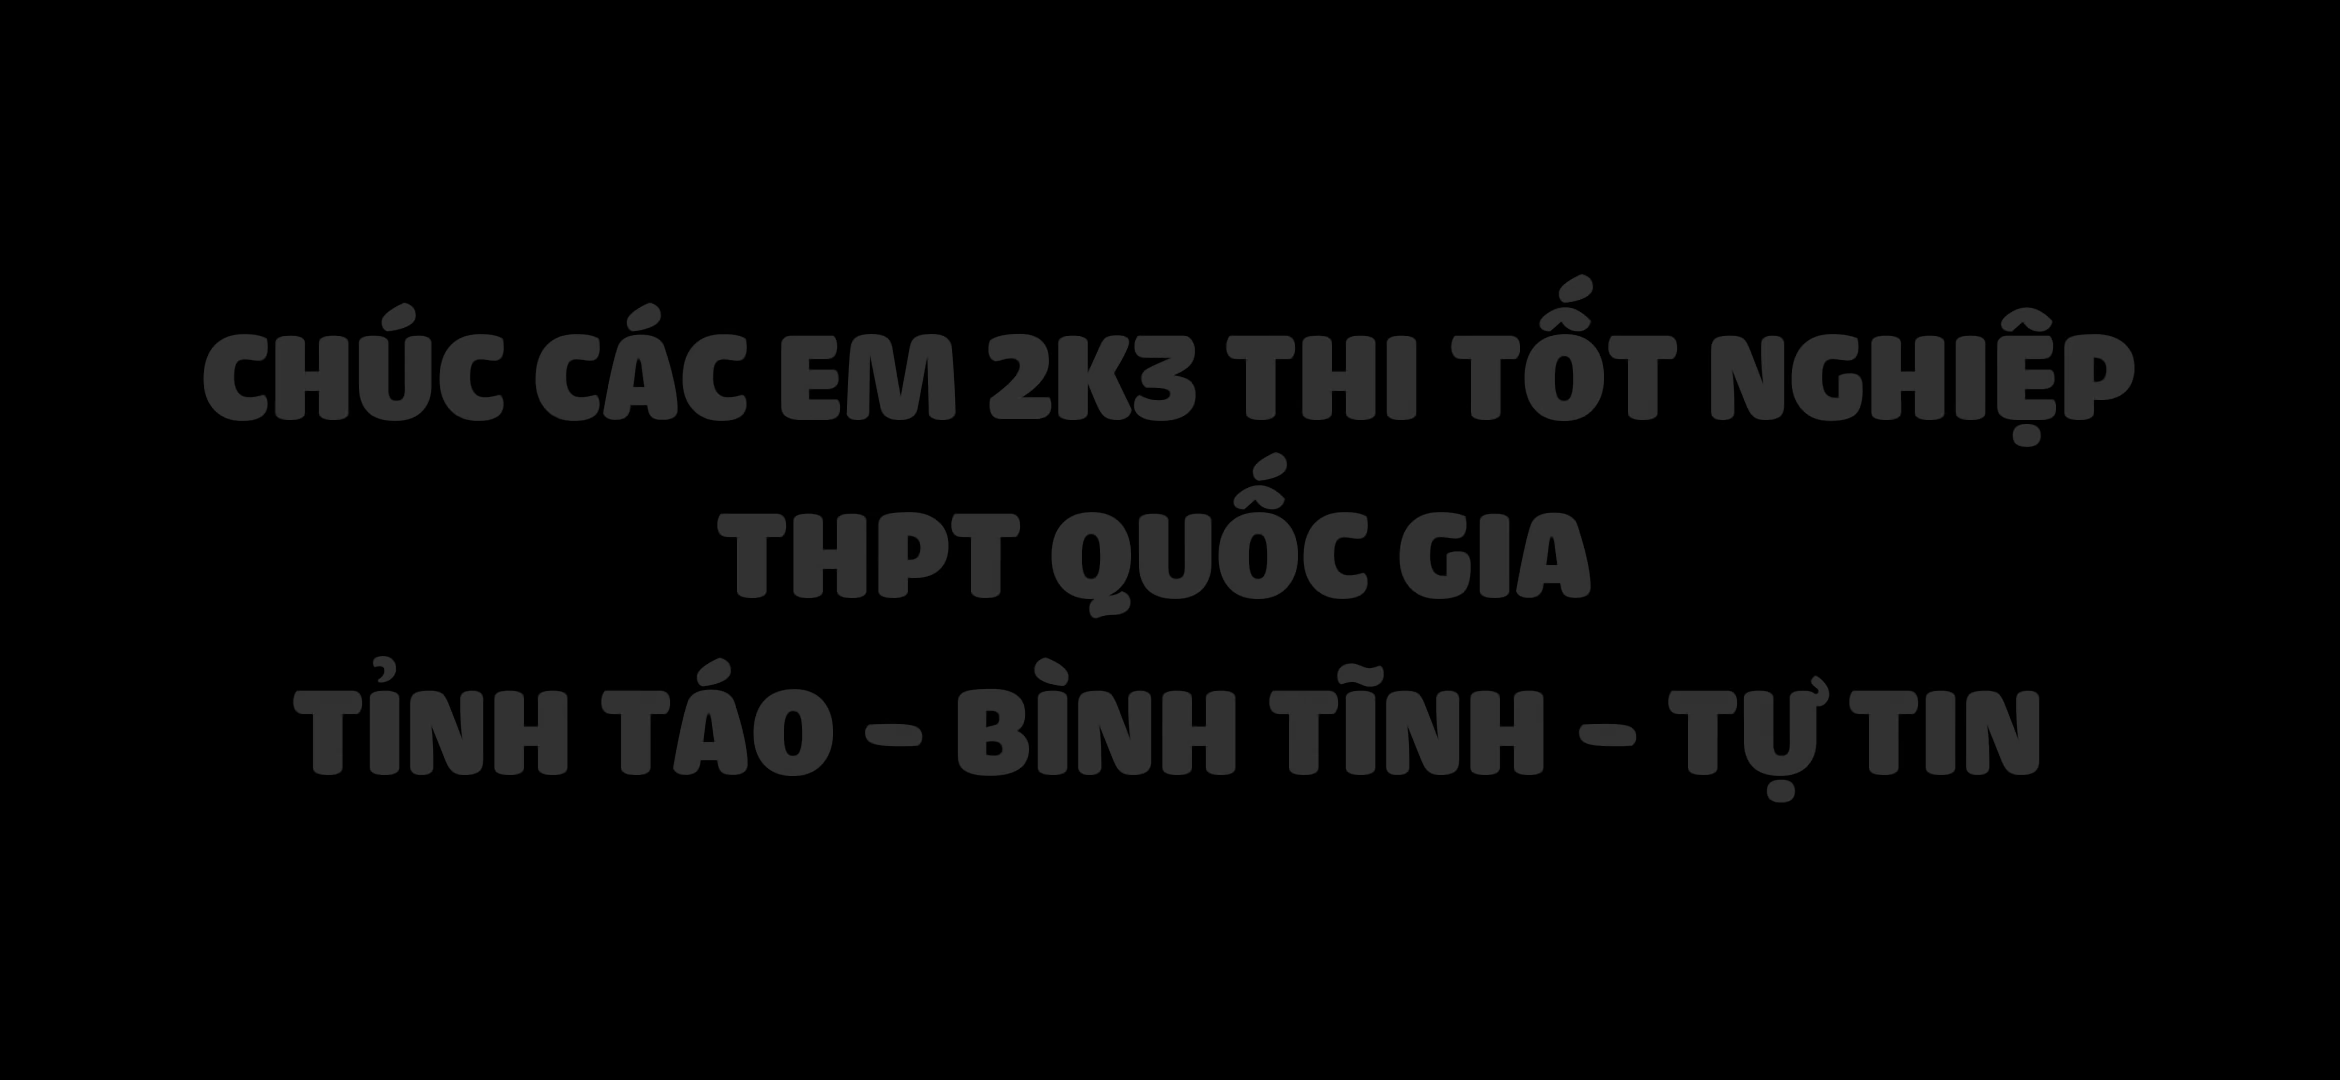 CHÚC CÁC EM 2K3 THI TỐT NGHIỆP
THPT QUỐC GIA
TỈNH TÁO - BÌNH TĨNH - TỰ TIN